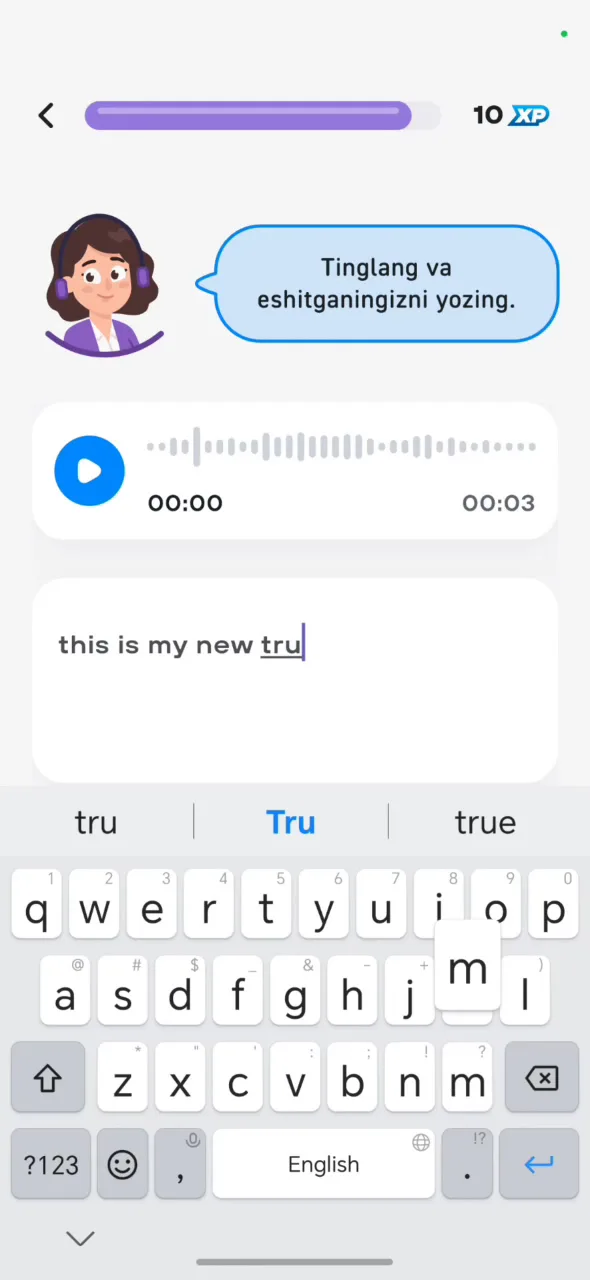 10 XP
Tinglang va
eshitganingizni yozing.
00:00 00:03
this is my new tru
tru Tru true
1 2 3 4 5 6 7 8 9 0
q w e r t y u i o p
@ # $ _ & - + )
a s d f g h j m l
* " ' : ; ! ?
z x c v b n m
?123 , English . !?